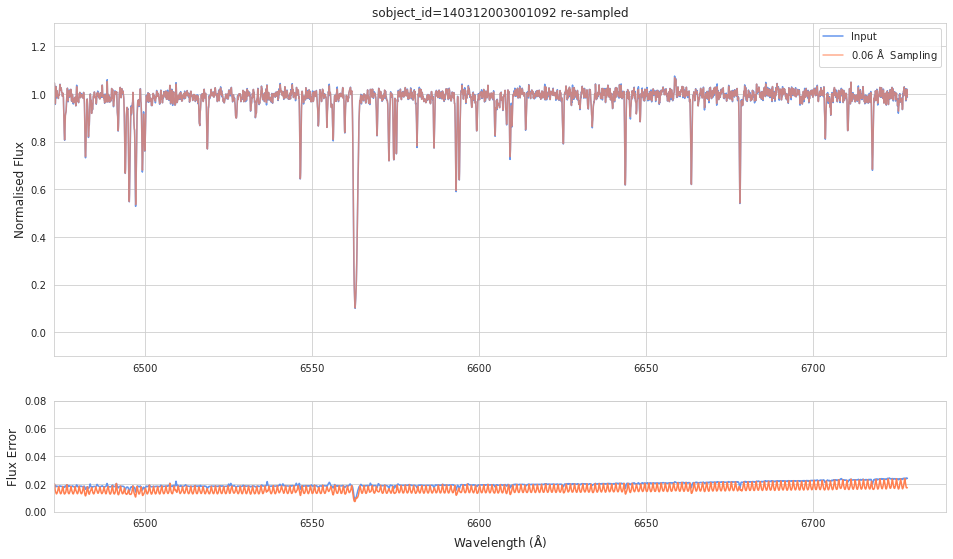 sobject_id=140312003001092 re-sampled
Input
0.06 Å Sampling
1.2
1.0
0.8
0.6
0.4
0.2
0.0
Normalised Flux
6500 6550 6600 6650 6700
0.08
0.06
0.04
0.02
0.00
Flux Error
6500 6550 6600 6650 6700
Wavelength (Å)